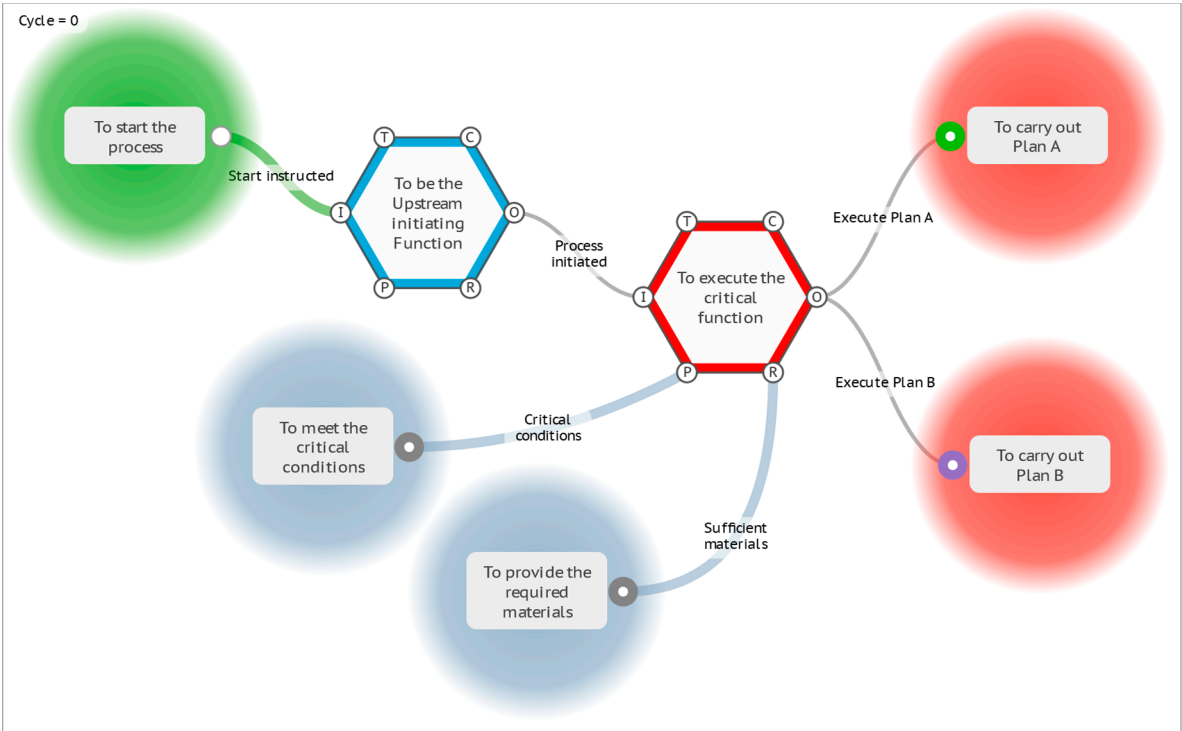 Cycle = 0
To start the
process
Start instructed
T
C
I
To be the
Upstream
initiating
Function
O
P
R
Process
initiated
T
C
I
To execute the
critical
function
O
P
R
Execute Plan A
To carry out
Plan A
Execute Plan B
To carry out
Plan B
To meet the
critical
conditions
Critical
conditions
To provide the
required
materials
Sufficient
materials